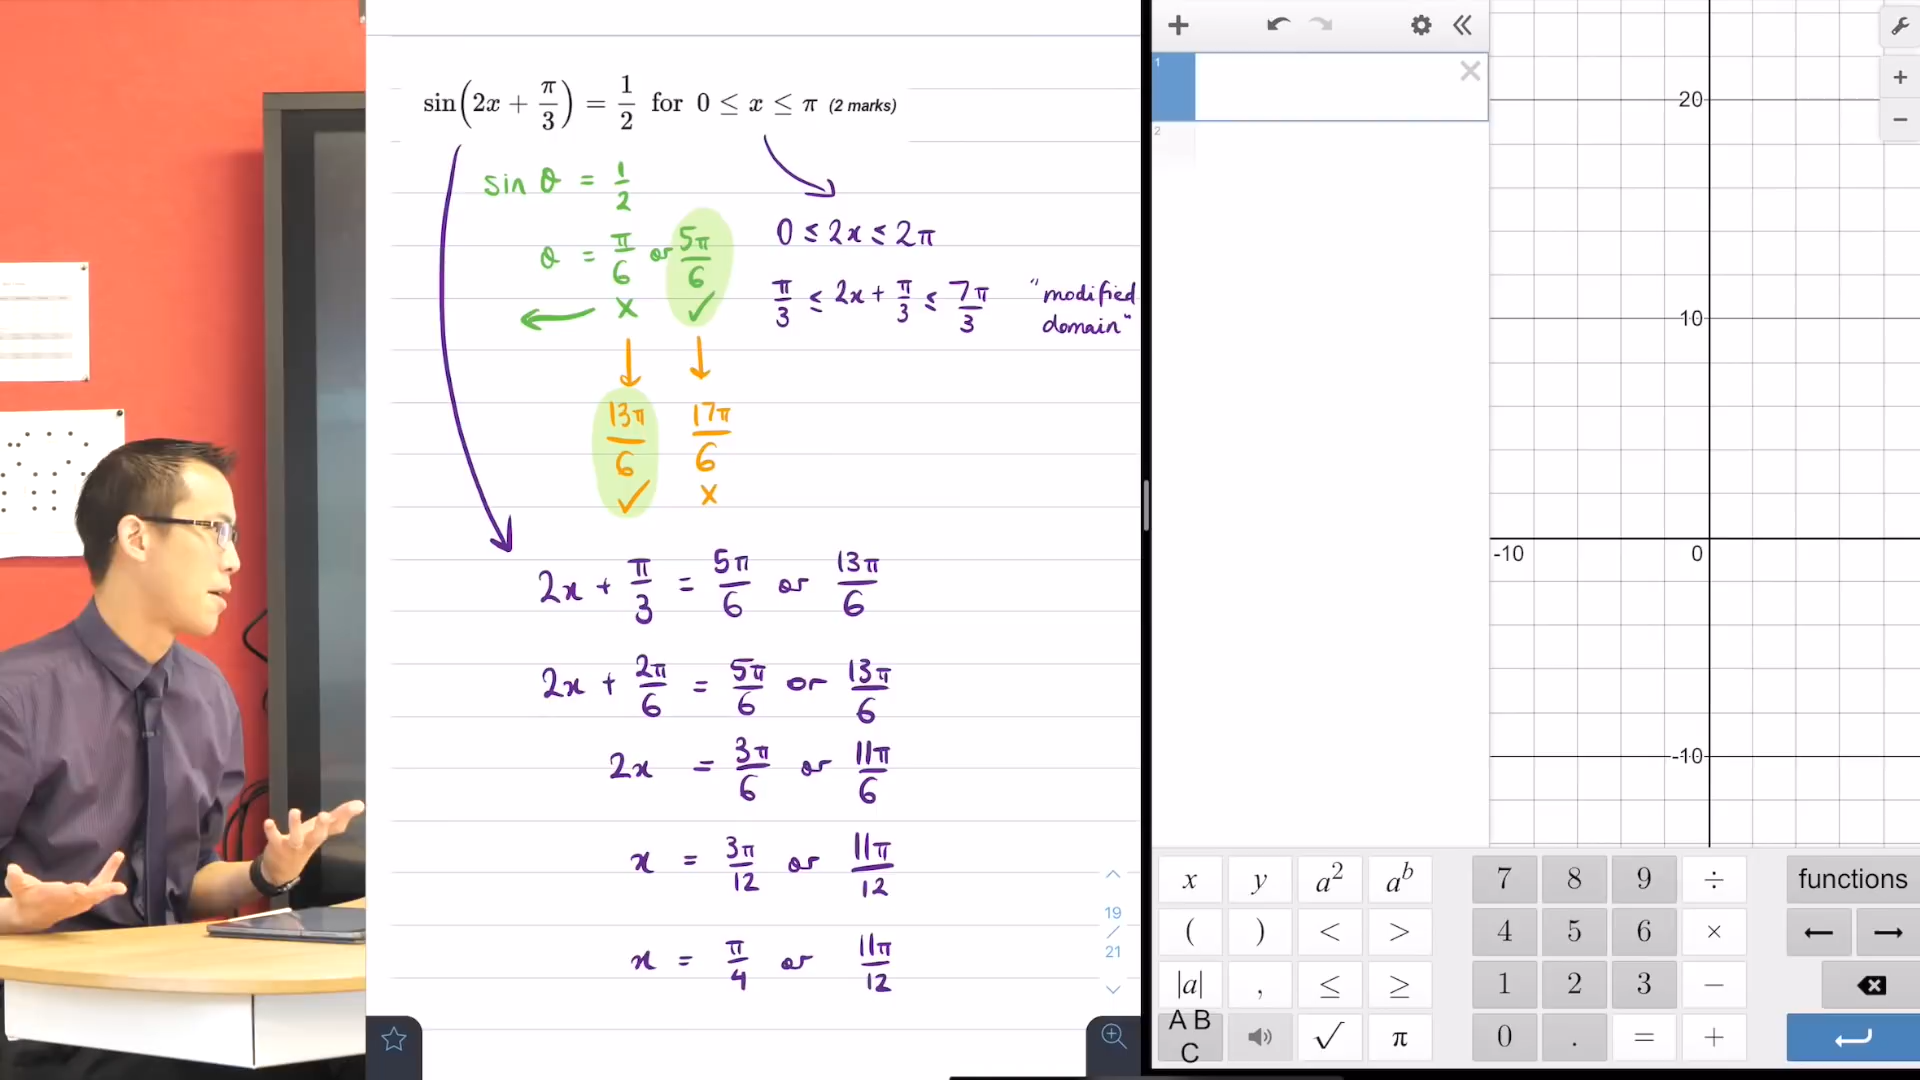 sin(2x + π/3) = 1/2 for 0 ≤ x ≤ π (2 marks)
sin θ = 1/2
θ = π/6 or 5π/6
x ✓
0 ≤ 2x ≤ 2π
π/3 ≤ 2x + π/3 ≤ 7π/3
"modified
domain"
13π/6 17π/6
✓ x
2x + π/3 = 5π/6 or 13π/6
2x + 2π/6 = 5π/6 or 13π/6
2x = 3π/6 or 11π/6
x = 3π/12 or 11π/12
x = π/4 or 11π/12
19
/
21
1
2
20
10
-10 0
-10
x y a² aᵇ 7 8 9 ÷ functions
( ) < > 4 5 6 × ← →
|a| , ≤ ≥ 1 2 3 −
A B C √ π 0 . = +